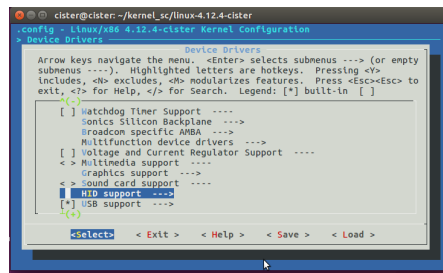 cister@cister: ~/kernel_sc/linux-4.12.4-cister
.config - Linux/x86 4.12.4-cister Kernel Configuration
> Device Drivers
Device Drivers
Arrow keys navigate the menu. <Enter> selects submenus ---> (or empty
submenus ----). Highlighted letters are hotkeys. Pressing <Y>
includes, <N> excludes, <M> modularizes features. Press <Esc><Esc> to
exit, <?> for Help, </> for Search. Legend: [*] built-in [ ]
^(-)
[ ] Watchdog Timer Support ----
Sonics Silicon Backplane --->
Broadcom specific AMBA --->
Multifunction device drivers --->
[ ] Voltage and Current Regulator Support ----
< > Multimedia support ----
Graphics support --->
< > Sound card support ----
HID support --->
[*] USB support --->
^(+)
<Select> < Exit > < Help > < Save > < Load >